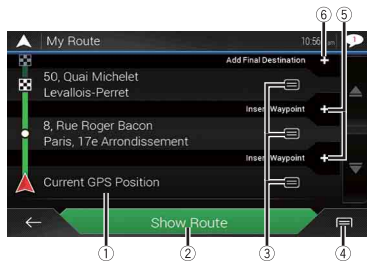 ⑥ ⑤
My Route 10:56 am
Add Final Destination
50, Quai Michelet
Levallois-Perret
Insert Waypoint
8, Rue Roger Bacon
Paris, 17e Arrondissement
Insert Waypoint
Current GPS Position
Show Route
① ② ③ ④